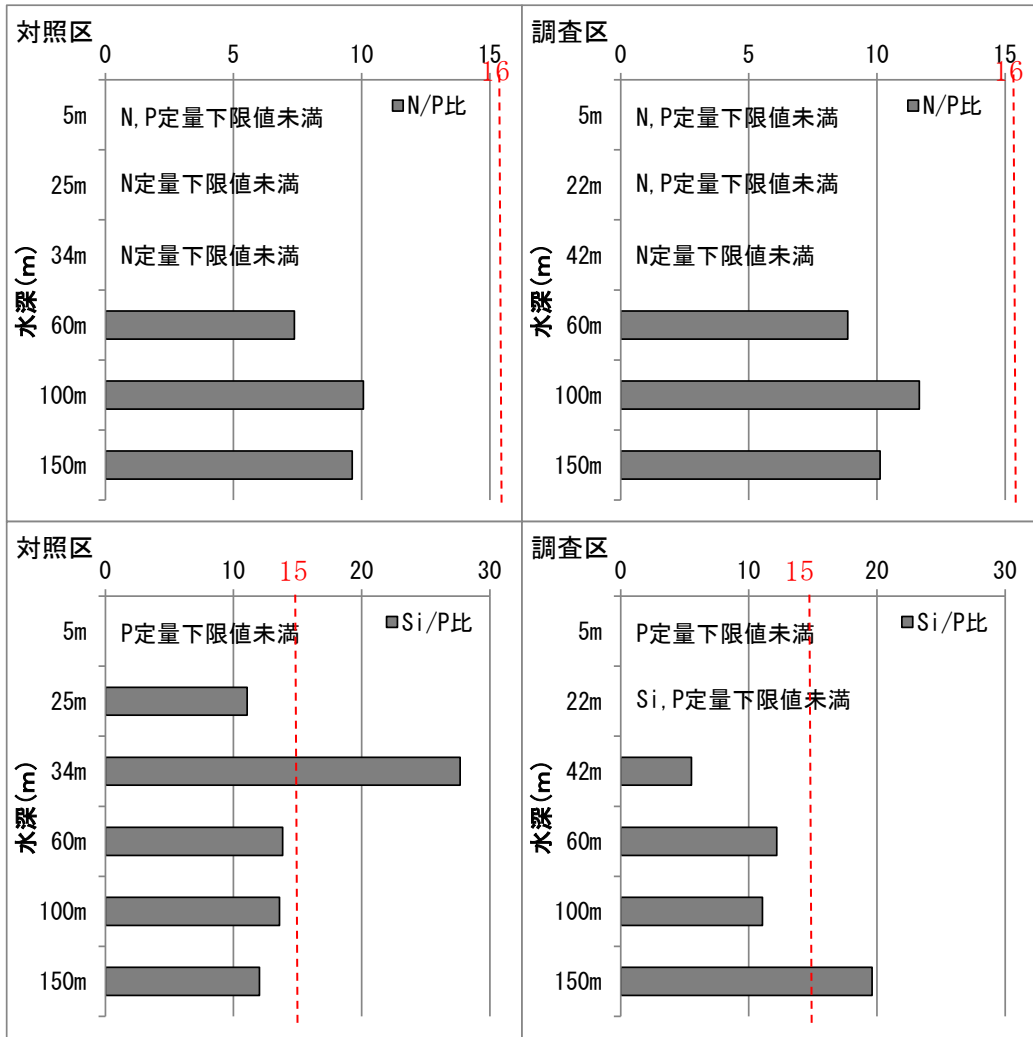 対照区
0 5 10 15
16
■N/P比
5m N,P定量下限値未満
25m N定量下限値未満
34m N定量下限値未満
60m
100m
150m
水深(m)
調査区
0 5 10 15
16
■N/P比
5m N,P定量下限値未満
22m N,P定量下限値未満
42m N定量下限値未満
60m
100m
150m
水深(m)
対照区
0 10 15 20 30
■Si/P比
5m P定量下限値未満
25m
34m
60m
100m
150m
水深(m)
調査区
0 10 15 20 30
■Si/P比
5m P定量下限値未満
22m Si,P定量下限値未満
42m
60m
100m
150m
水深(m)